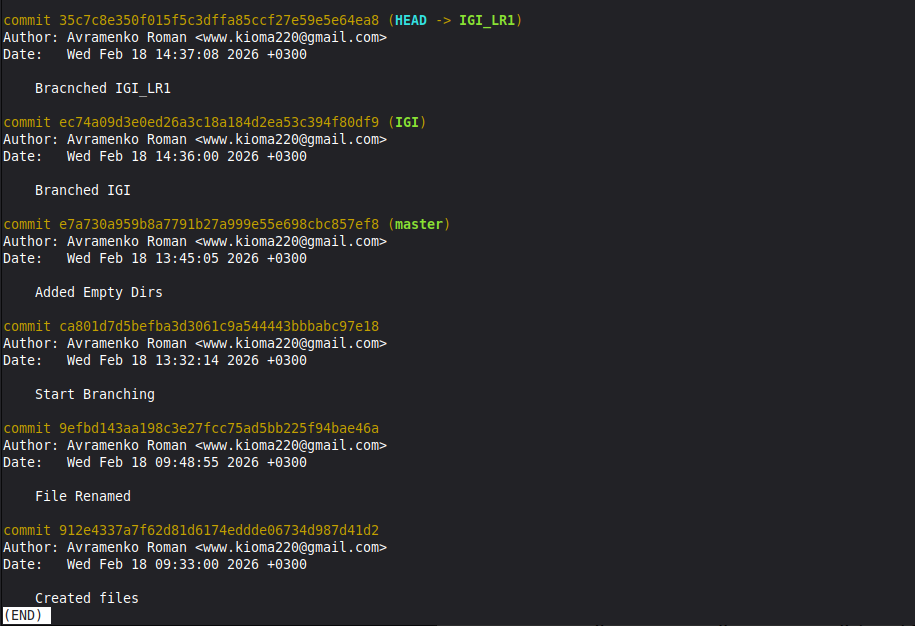 commit 35c7c8e350f015f5c3dffa85ccf27e59e5e64ea8 (HEAD -> IGI_LR1)
Author: Avramenko Roman <www.kioma220@gmail.com>
Date:   Wed Feb 18 14:37:08 2026 +0300
Bracnched IGI_LR1
commit ec74a09d3e0ed26a3c18a184d2ea53c394f80df9 (IGI)
Author: Avramenko Roman <www.kioma220@gmail.com>
Date:   Wed Feb 18 14:36:00 2026 +0300
Branched IGI
commit e7a730a959b8a7791b27a999e55e698cbc857ef8 (master)
Author: Avramenko Roman <www.kioma220@gmail.com>
Date:   Wed Feb 18 13:45:05 2026 +0300
Added Empty Dirs
commit ca801d7d5befba3d3061c9a544443bbbabc97e18
Author: Avramenko Roman <www.kioma220@gmail.com>
Date:   Wed Feb 18 13:32:14 2026 +0300
Start Branching
commit 9efbd143aa198c3e27fcc75ad5bb225f94bae46a
Author: Avramenko Roman <www.kioma220@gmail.com>
Date:   Wed Feb 18 09:48:55 2026 +0300
File Renamed
commit 912e4337a7f62d81d6174eddde06734d987d41d2
Author: Avramenko Roman <www.kioma220@gmail.com>
Date:   Wed Feb 18 09:33:00 2026 +0300
Created files
(END)